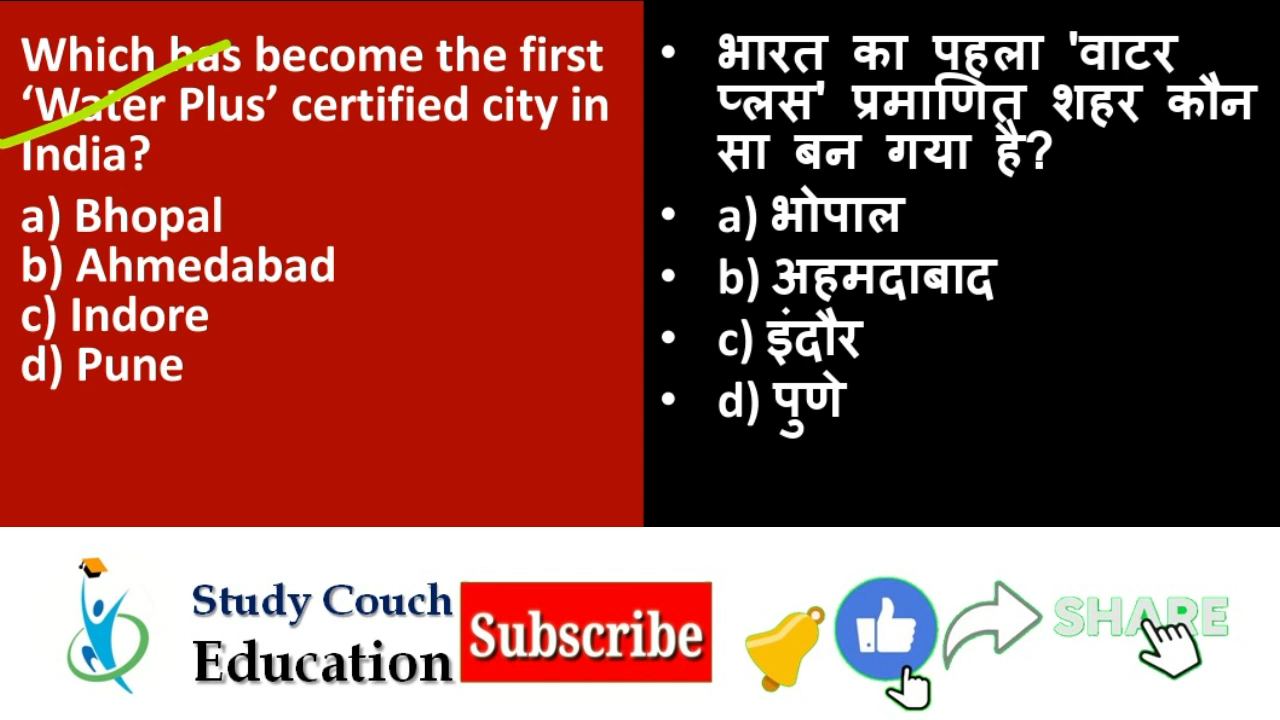 Which has become the first
‘Water Plus’ certified city in
India?
a) Bhopal
b) Ahmedabad
c) Indore
d) Pune
• भारत का पहला 'वाटर
प्लस' प्रमाणित शहर कौन
सा बन गया है?
• a) भोपाल
• b) अहमदाबाद
• c) इंदौर
• d) पुणे
Study Couch
Education
Subscribe
SHARE